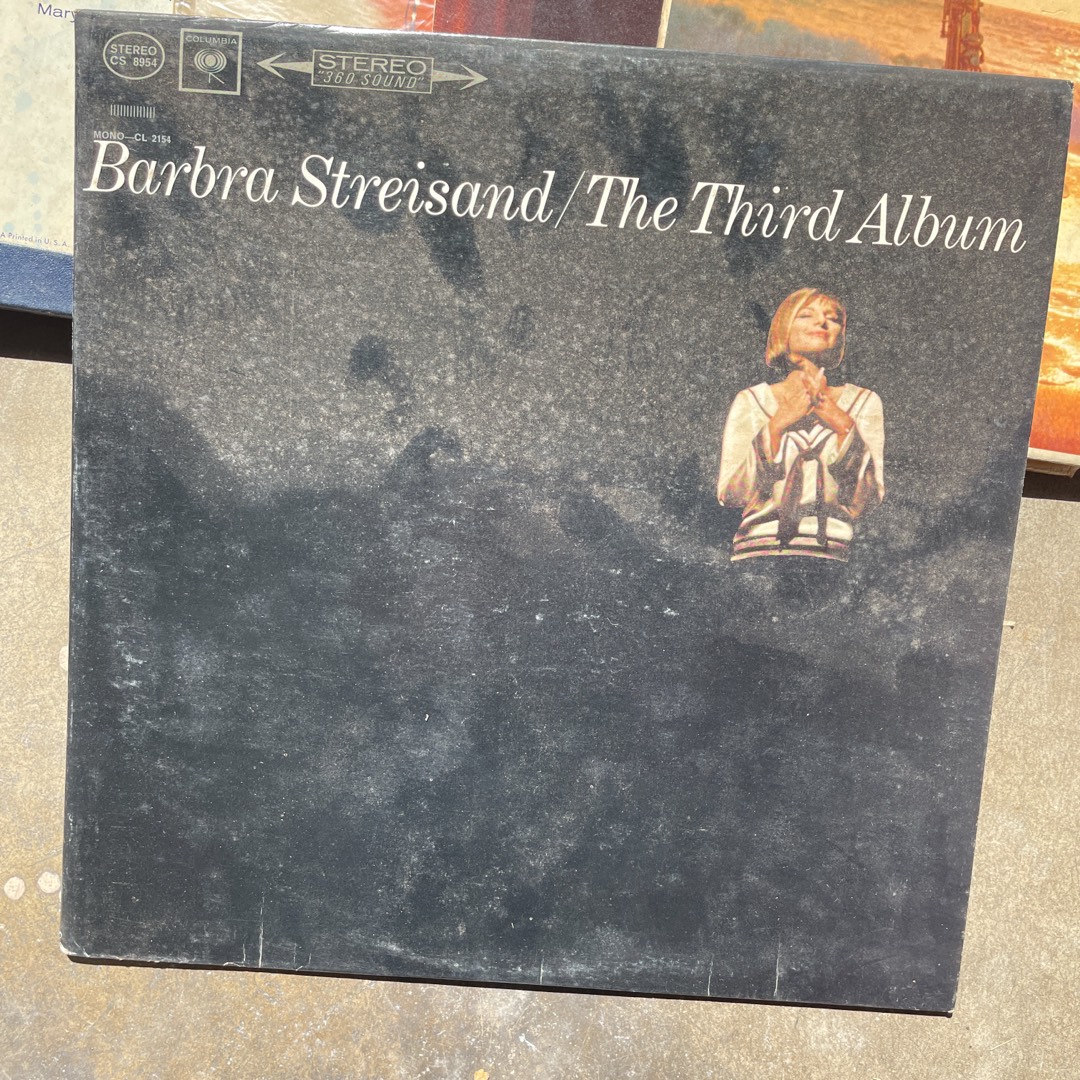 Mary
STEREO
CS 8954
COLUMBIA
STEREO
"360 SOUND"
MONO—CL 2154
Barbra Streisand/The Third Album
A Printed in U. S. A.